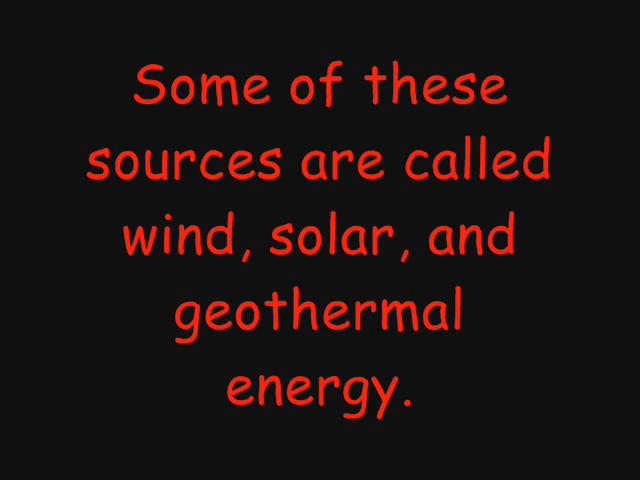 Some of these
sources are called
wind, solar, and
geothermal
energy.